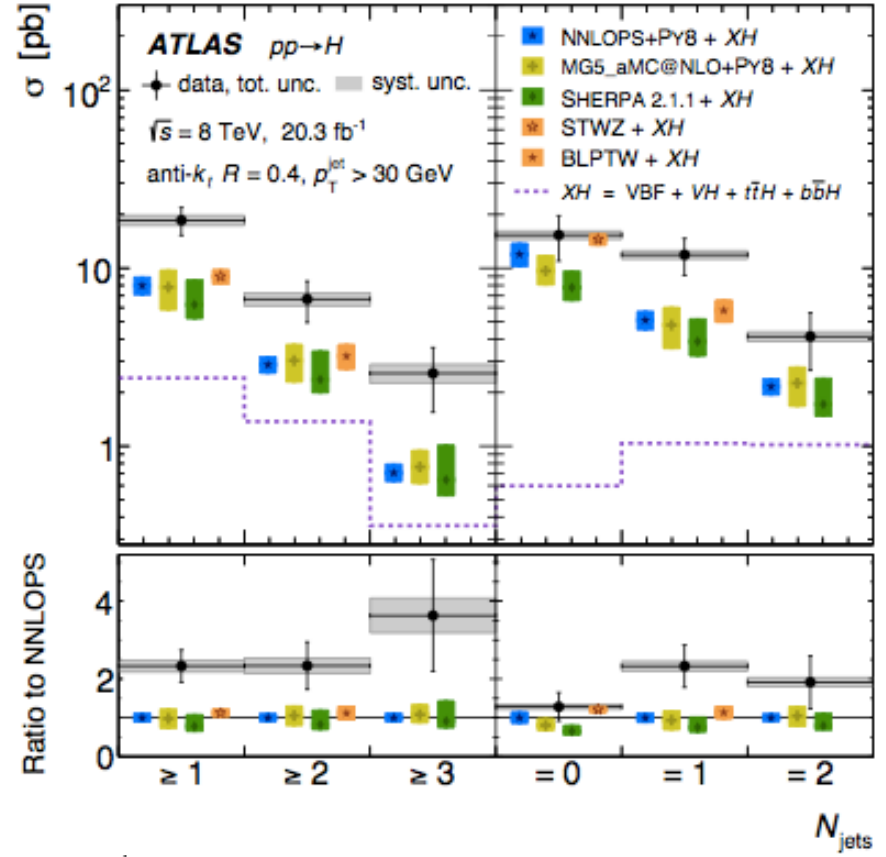 σ [pb]
ATLAS pp→H
data, tot. unc. syst. unc.
√s = 8 TeV, 20.3 fb⁻¹
anti-kₜ R = 0.4, p_T^jet > 30 GeV
NNLOPS+PY8 + XH
MG5_aMC@NLO+PY8 + XH
SHERPA 2.1.1 + XH
STWZ + XH
BLPTW + XH
XH = VBF + VH + tt̄H + bb̄H
10²
10
1
Ratio to NNLOPS
4
2
0
≥ 1 ≥ 2 ≥ 3 = 0 = 1 = 2
N_jets